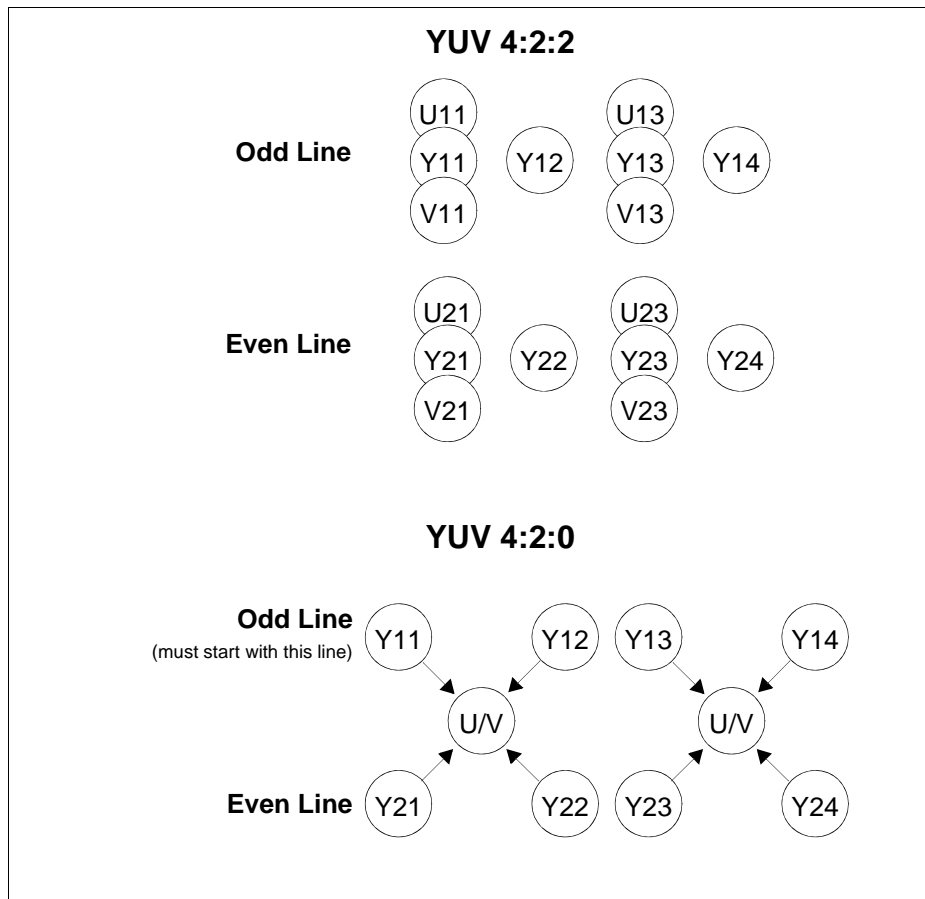 YUV 4:2:2
U11 U13
Odd Line Y11 Y12 Y13 Y14
V11 V13
U21 U23
Even Line Y21 Y22 Y23 Y24
V21 V23
YUV 4:2:0
Odd Line
(must start with this line)
Y11 Y12 Y13 Y14
U/V U/V
Even Line Y21 Y22 Y23 Y24